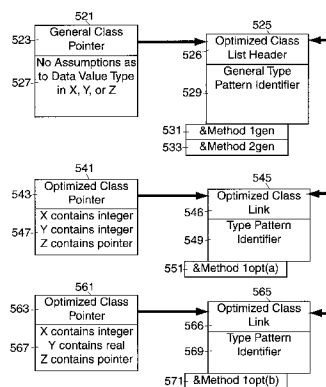 521
523
General Class
Pointer
527
No Assumptions as
to Data Value Type
in X, Y, or Z
525
526
Optimized Class
List Header
529
General Type
Pattern Identifier
531
&Method 1gen
533
&Method 2gen
541
543
Optimized Class
Pointer
547
X contains integer
Y contains integer
Z contains pointer
545
546
Optimized Class
Link
549
Type Pattern
Identifier
551
&Method 1opt(a)
561
563
Optimized Class
Pointer
567
X contains integer
Y contains real
Z contains pointer
565
566
Optimized Class
Link
569
Type Pattern
Identifier
571
&Method 1opt(b)